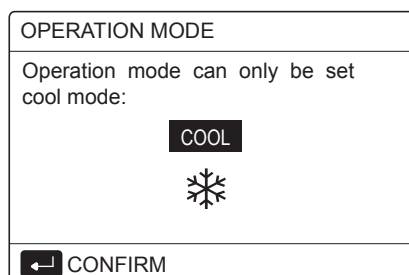 OPERATION MODE
Operation mode can only be set
cool mode:
COOL
CONFIRM